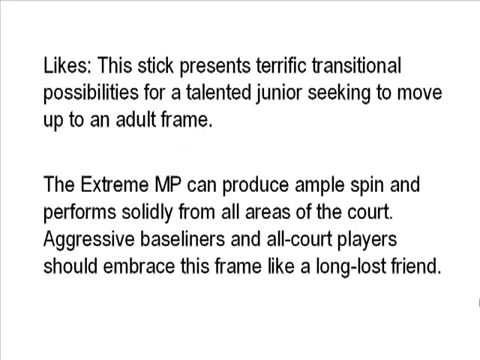 Likes: This stick presents terrific transitional
possibilities for a talented junior seeking to move
up to an adult frame.
The Extreme MP can produce ample spin and
performs solidly from all areas of the court.
Aggressive baseliners and all-court players
should embrace this frame like a long-lost friend.